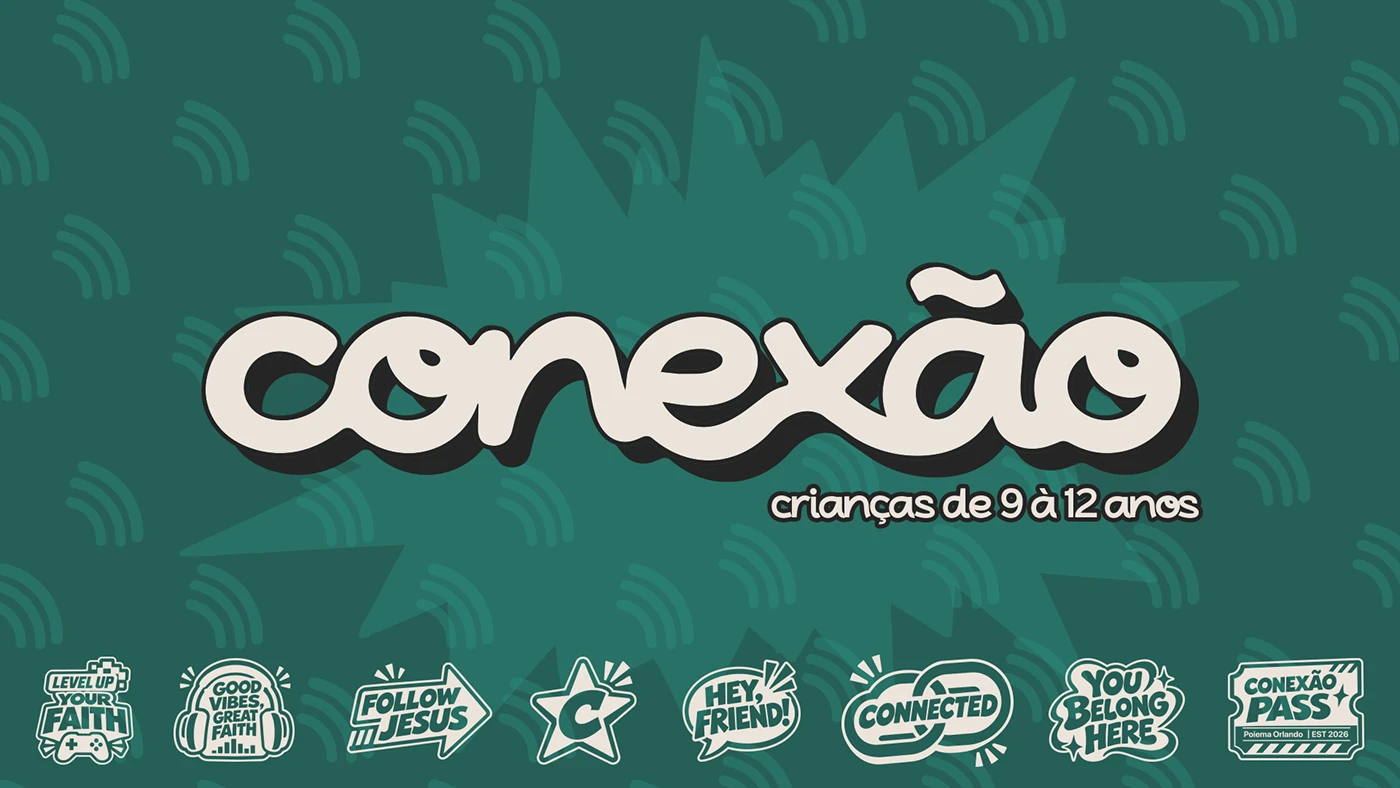 conexão
crianças de 9 à 12 anos
LEVEL UP
YOUR
FAITH
GOOD
VIBES,
GREAT
FAITH
FOLLOW
JESUS
C
HEY,
FRIEND!
CONNECTED
YOU
BELONG
HERE
CONEXÃO
PASS
Poiema Orlando | EST 2026